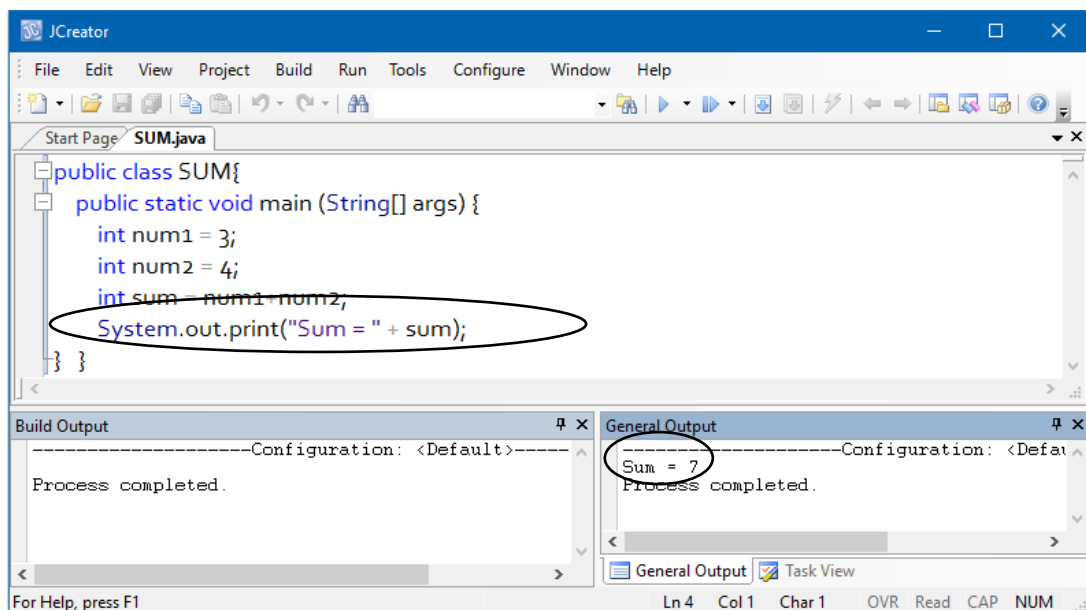 JCreator
File Edit View Project Build Run Tools Configure Window Help
Start Page SUM.java
public class SUM{
public static void main (String[] args) {
int num1 = 3;
int num2 = 4;
int sum = num1+num2;
System.out.print("Sum = " + sum);
} }
Build Output
--------------------Configuration: <Default>-----
Process completed.
General Output
--------------------Configuration: <Defau
Sum = 7
Process completed.
General Output Task View
For Help, press F1 Ln 4 Col 1 Char 1 OVR Read CAP NUM